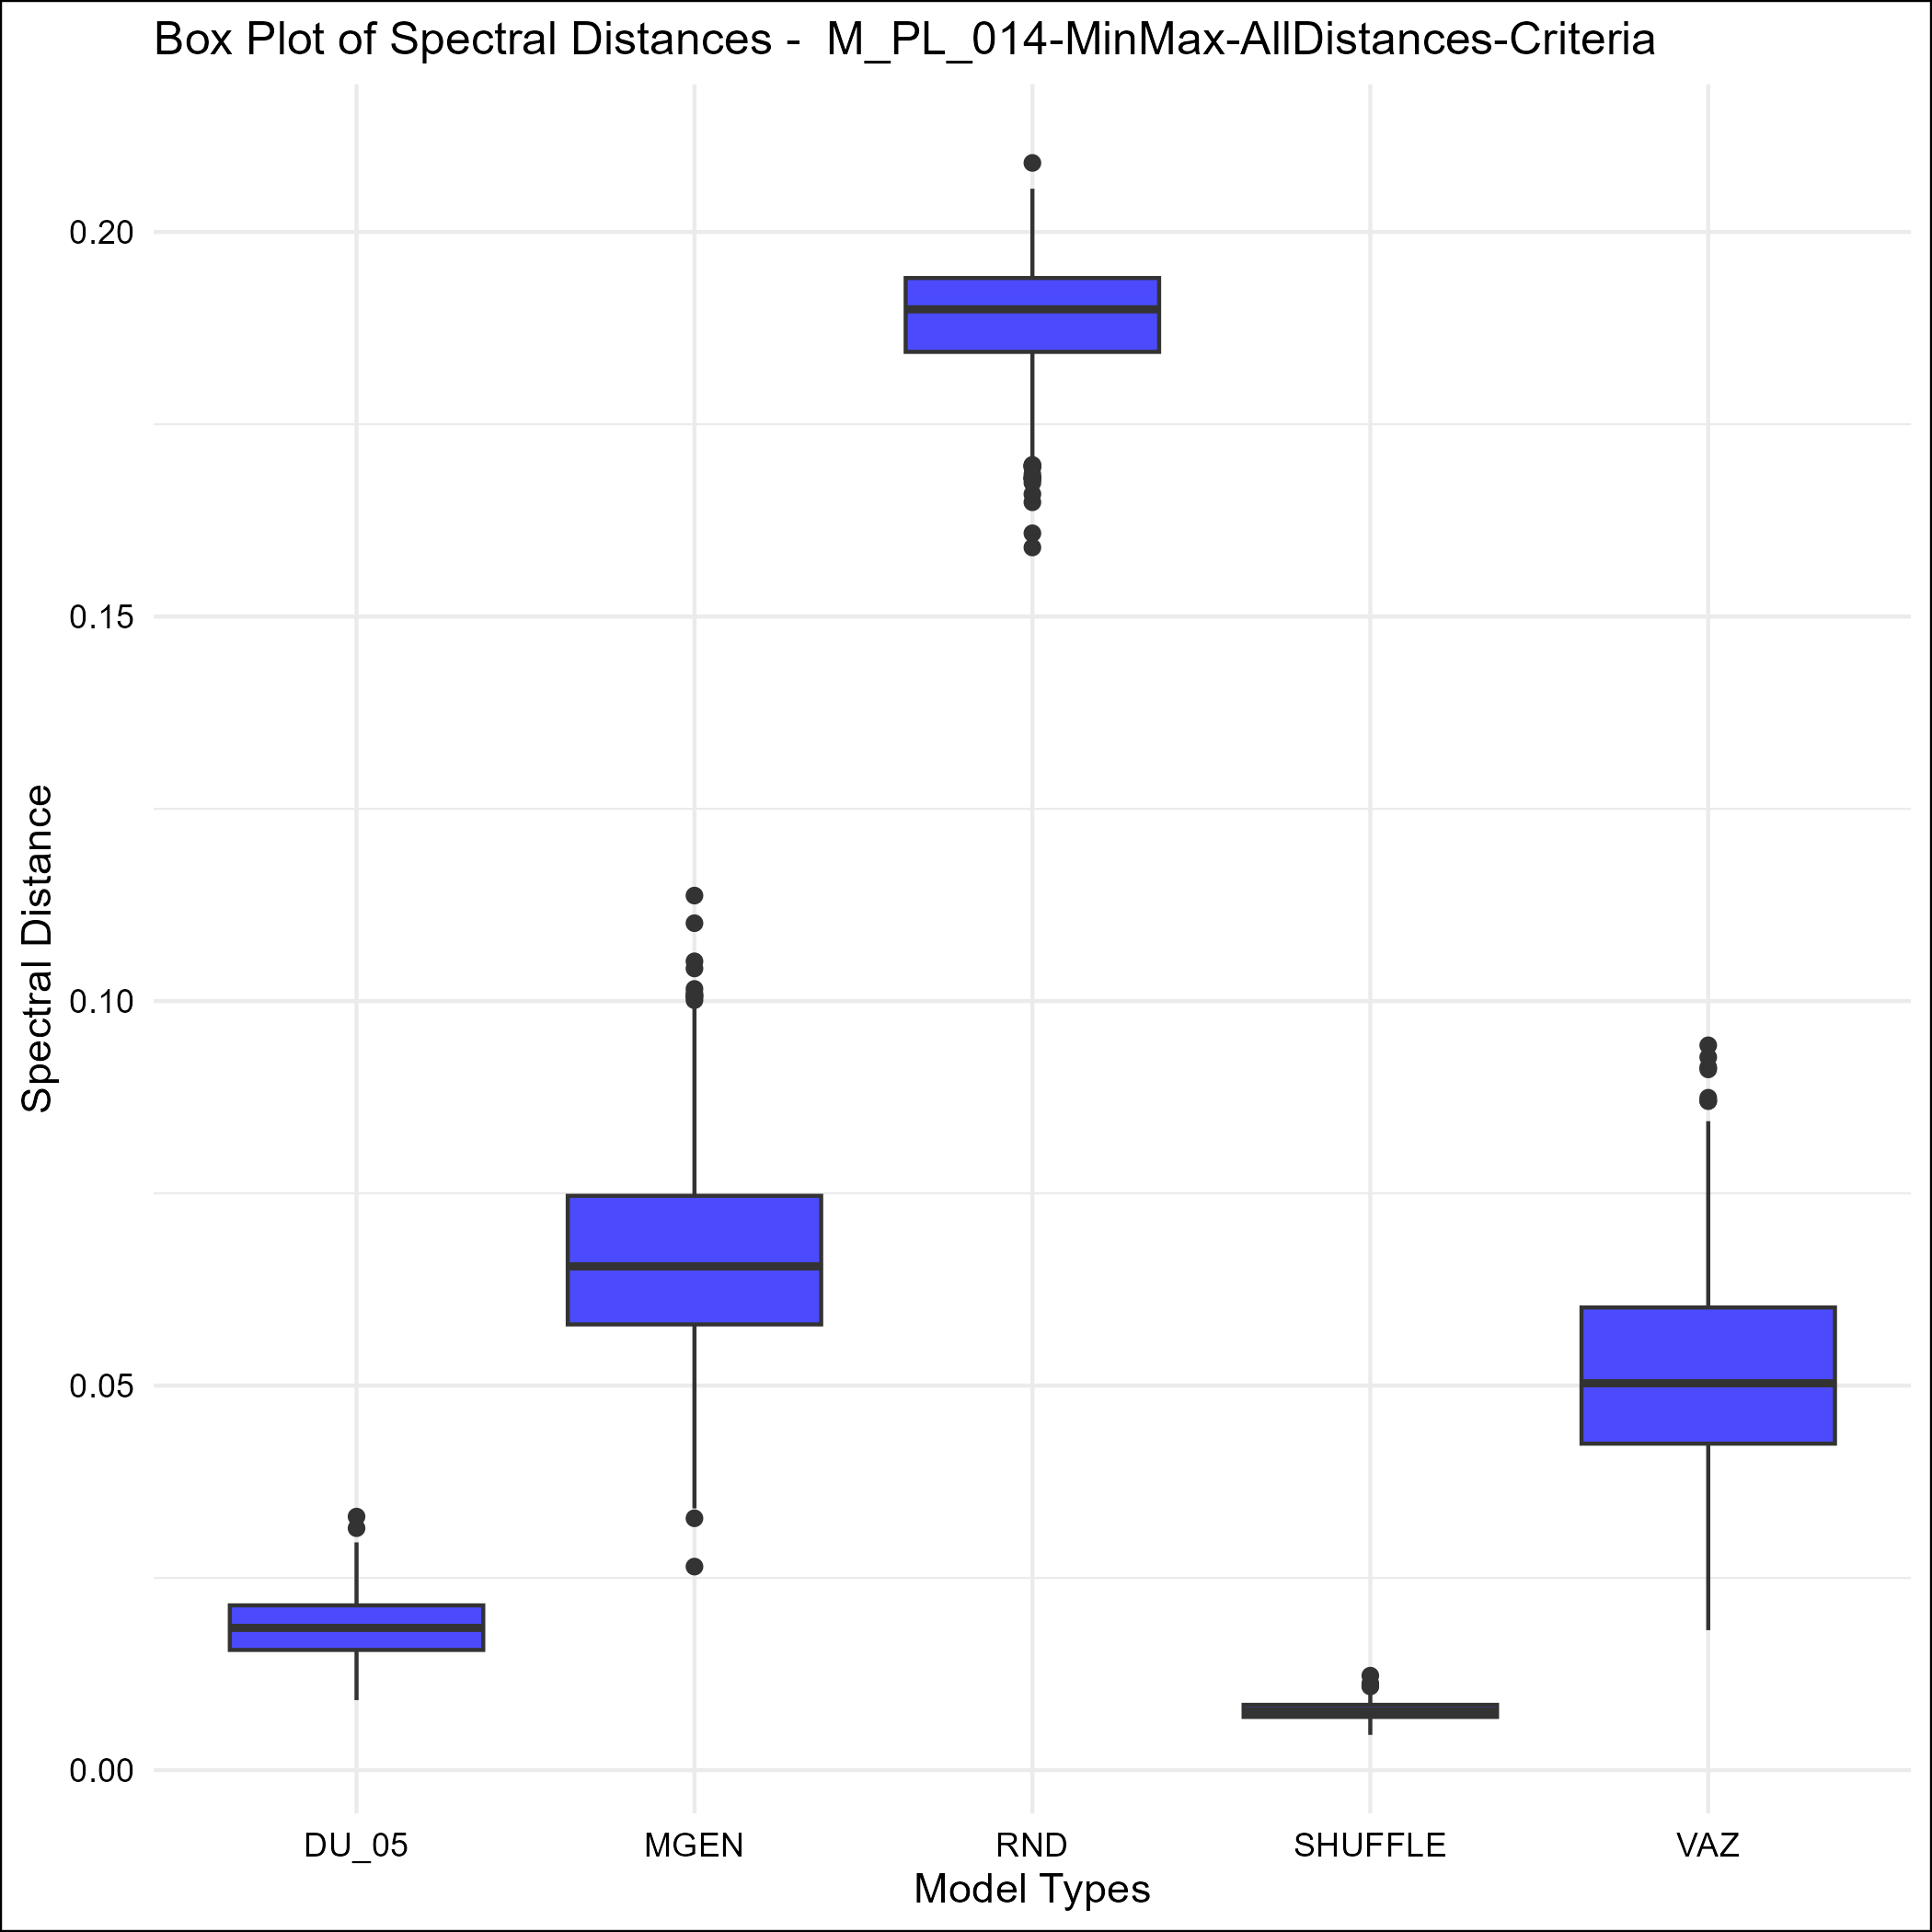 Box Plot of Spectral Distances -  M_PL_014-MinMax-AllDistances-Criteria
Spectral Distance
0.20
0.15
0.10
0.05
0.00
DU_05 MGEN RND SHUFFLE VAZ
Model Types